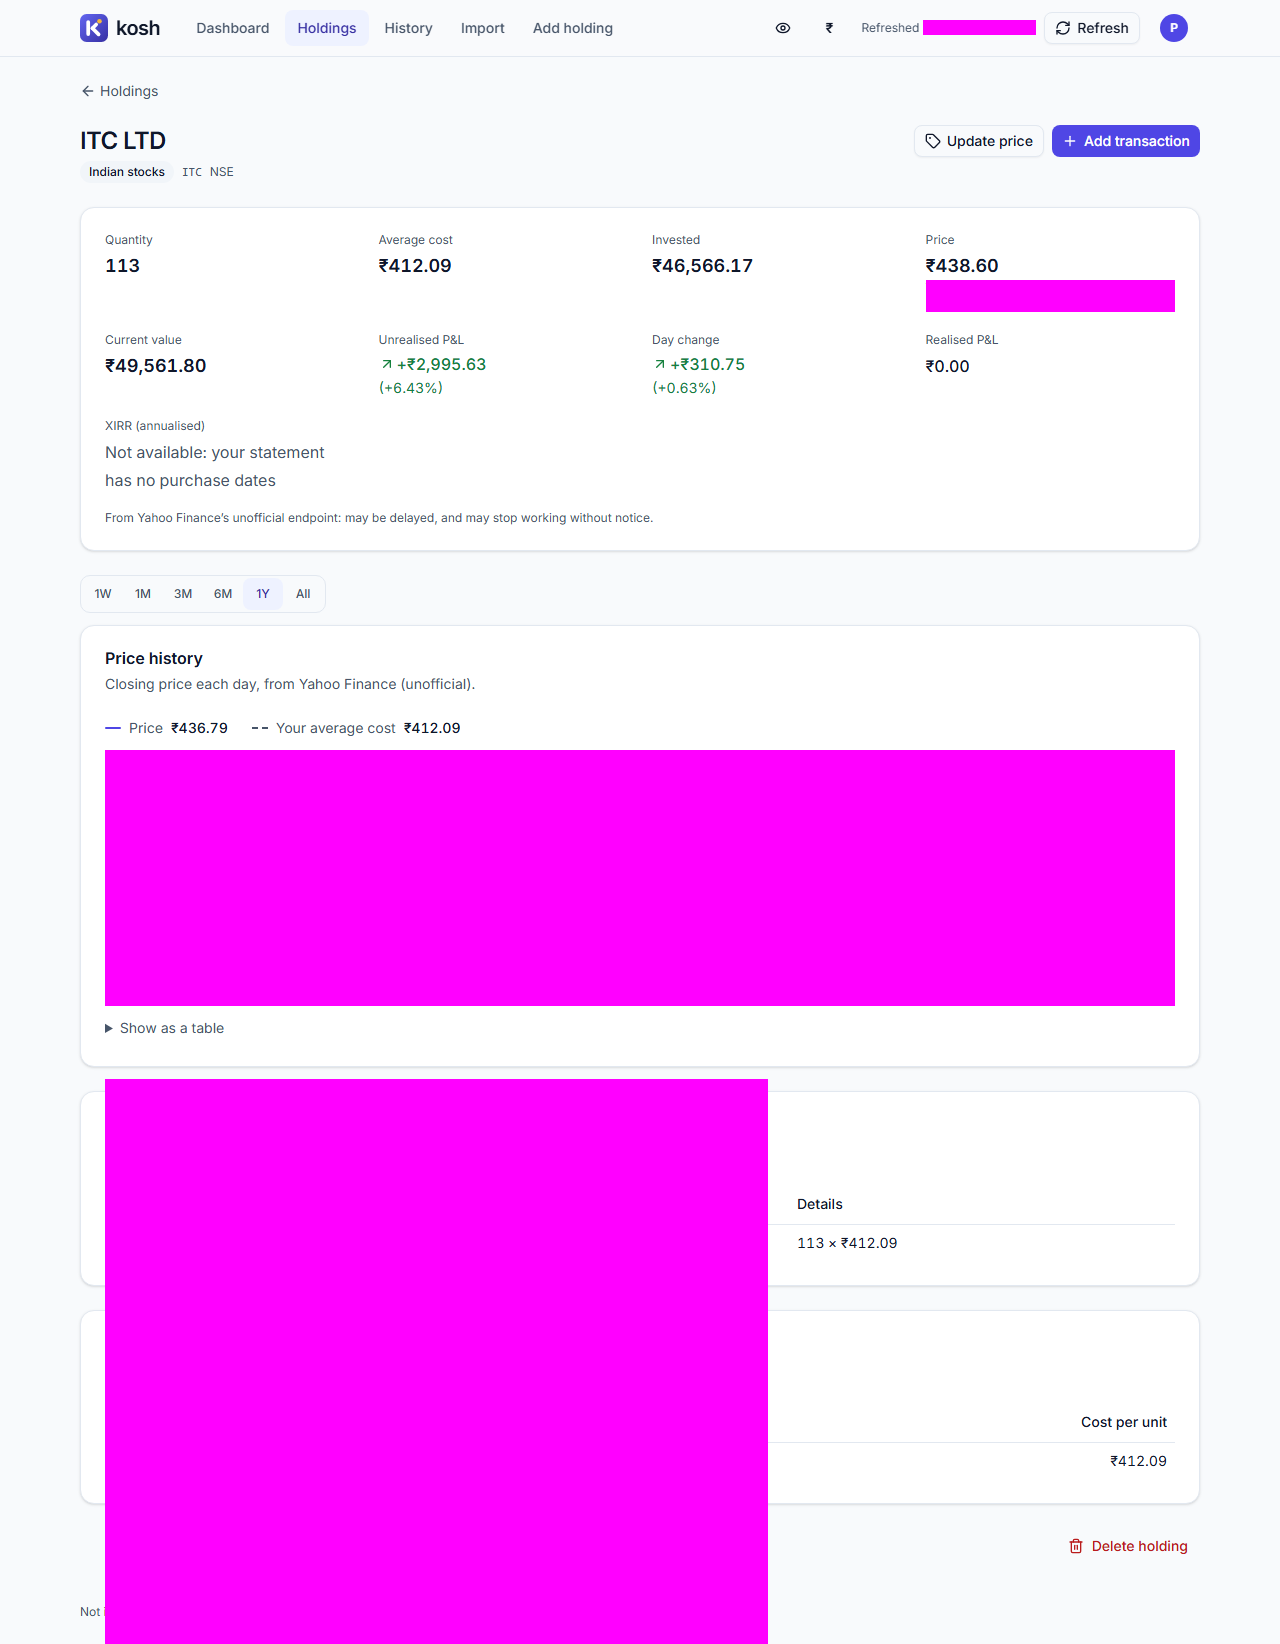 kosh
Dashboard
Holdings
History
Import
Add holding
₹
Refreshed
Refresh
P
Holdings
ITC LTD
Update price
Add transaction
Indian stocks
ITC NSE
Quantity
113
Average cost
₹412.09
Invested
₹46,566.17
Price
₹438.60
Current value
₹49,561.80
Unrealised P&L
+₹2,995.63
(+6.43%)
Day change
+₹310.75
(+0.63%)
Realised P&L
₹0.00
XIRR (annualised)
Not available: your statement
has no purchase dates
From Yahoo Finance’s unofficial endpoint: may be delayed, and may stop working without notice.
1W 1M 3M 6M 1Y All
Price history
Closing price each day, from Yahoo Finance (unofficial).
Price ₹436.79 Your average cost ₹412.09
Show as a table
Details
113 × ₹412.09
Cost per unit
₹412.09
Delete holding
Not